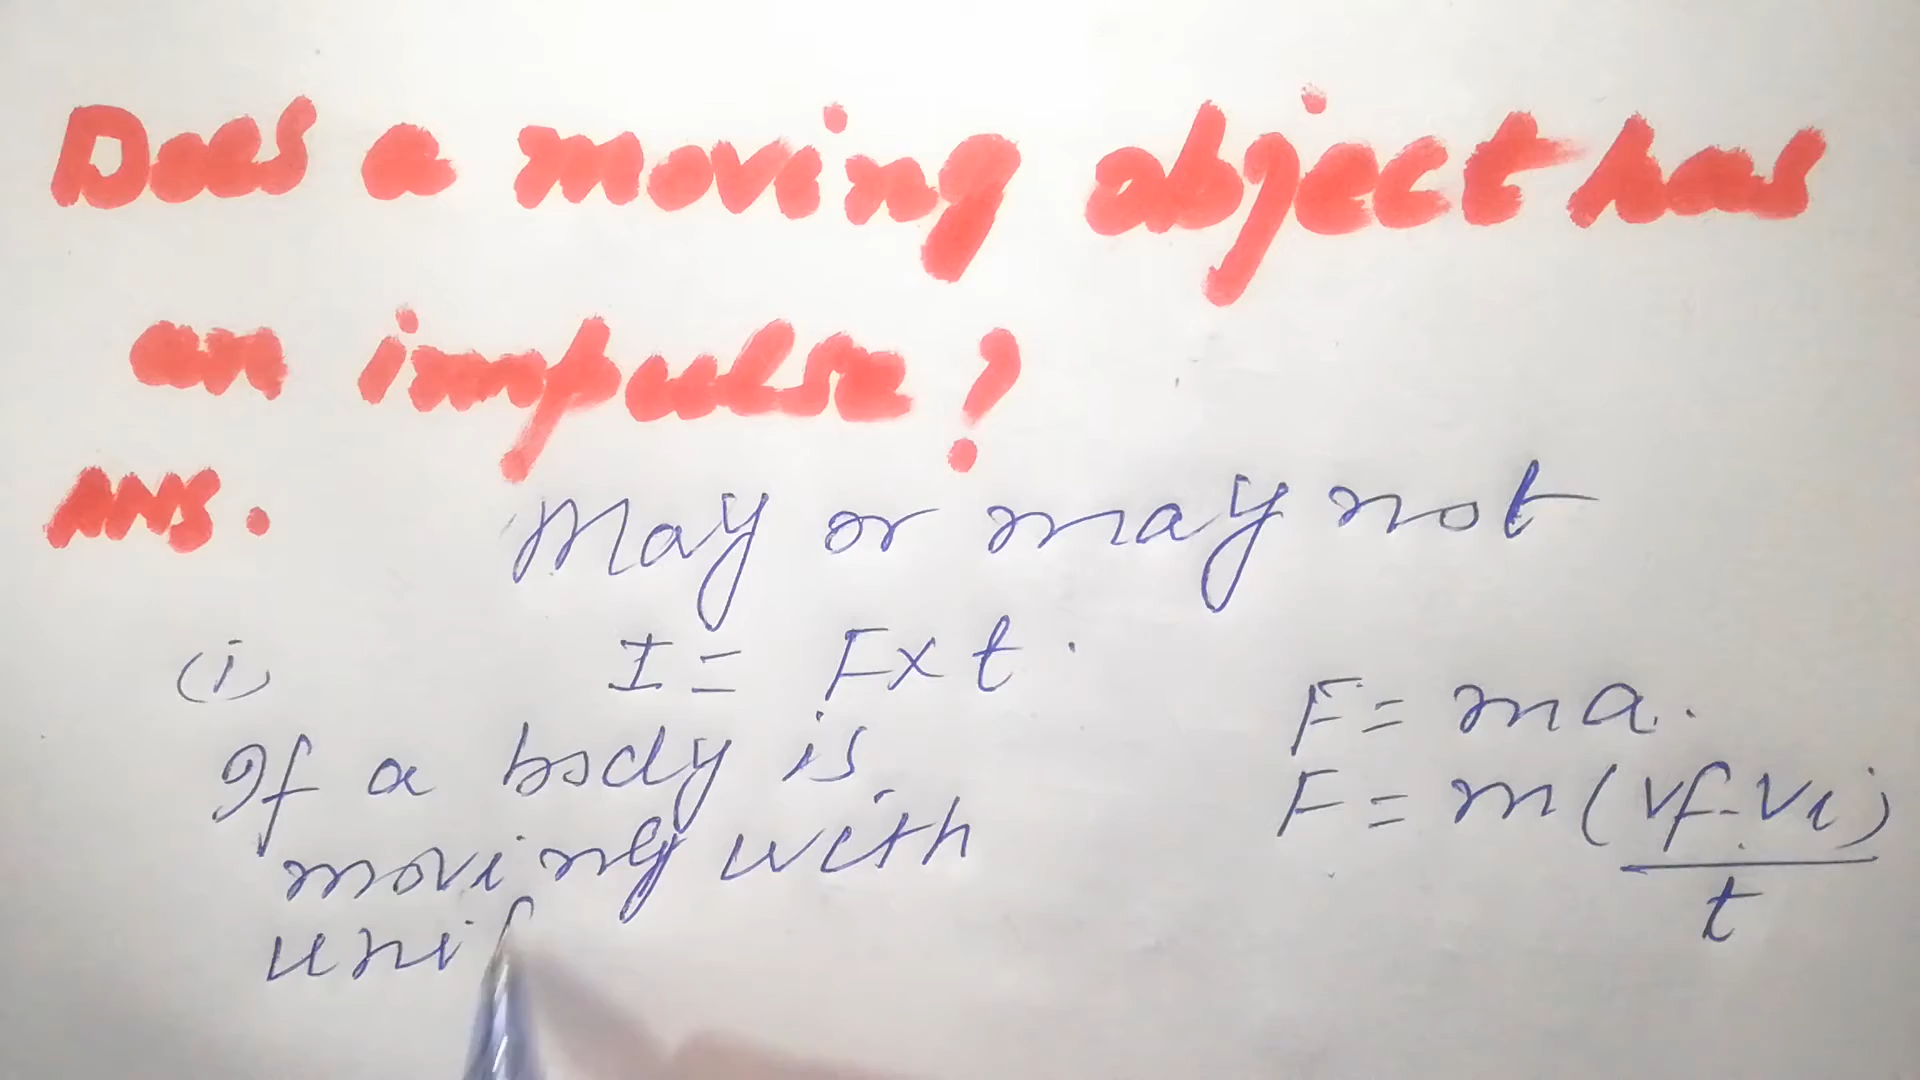 Does a moving object has
an impulse?
ANS. May or may not
(i) I = F x t.
If a body is
moving with
unif
F = ma.
F = m (vf - vi)
t